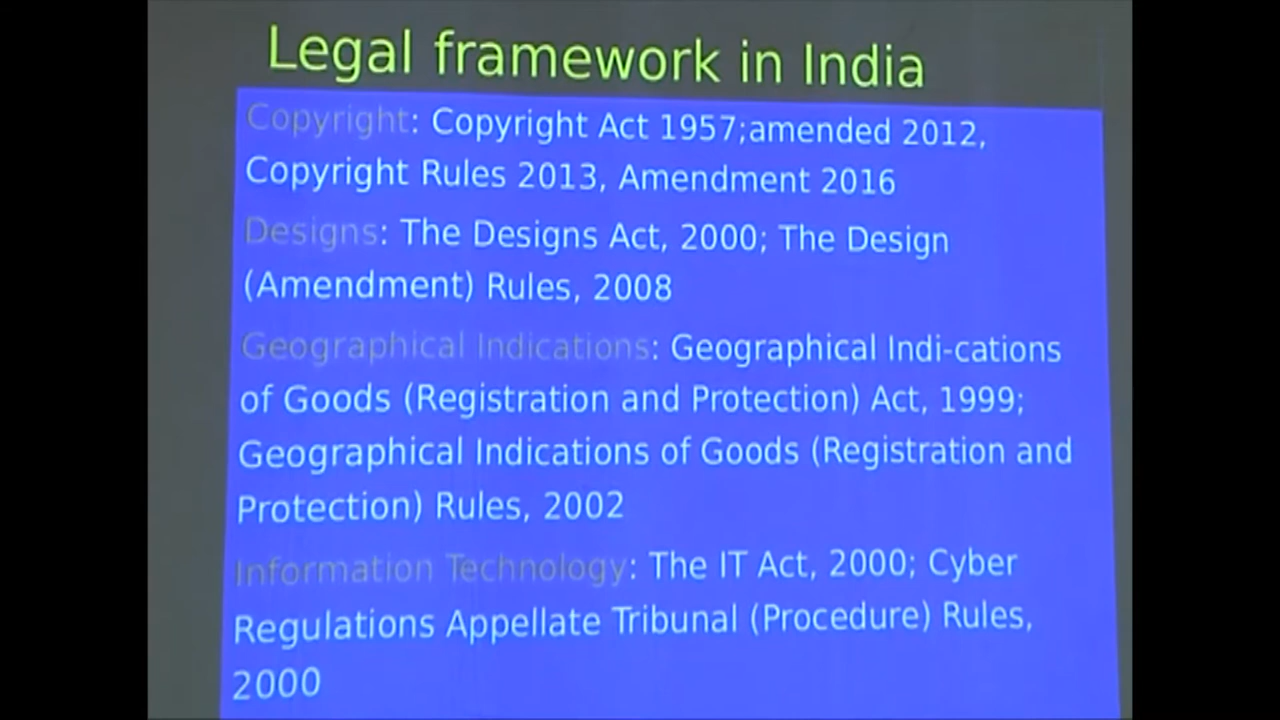 Legal framework in India
Copyright: Copyright Act 1957;amended 2012,
Copyright Rules 2013, Amendment 2016
Designs: The Designs Act, 2000; The Design
(Amendment) Rules, 2008
Geographical Indications: Geographical Indi-cations
of Goods (Registration and Protection) Act, 1999;
Geographical Indications of Goods (Registration and
Protection) Rules, 2002
Information Technology: The IT Act, 2000; Cyber
Regulations Appellate Tribunal (Procedure) Rules,
2000